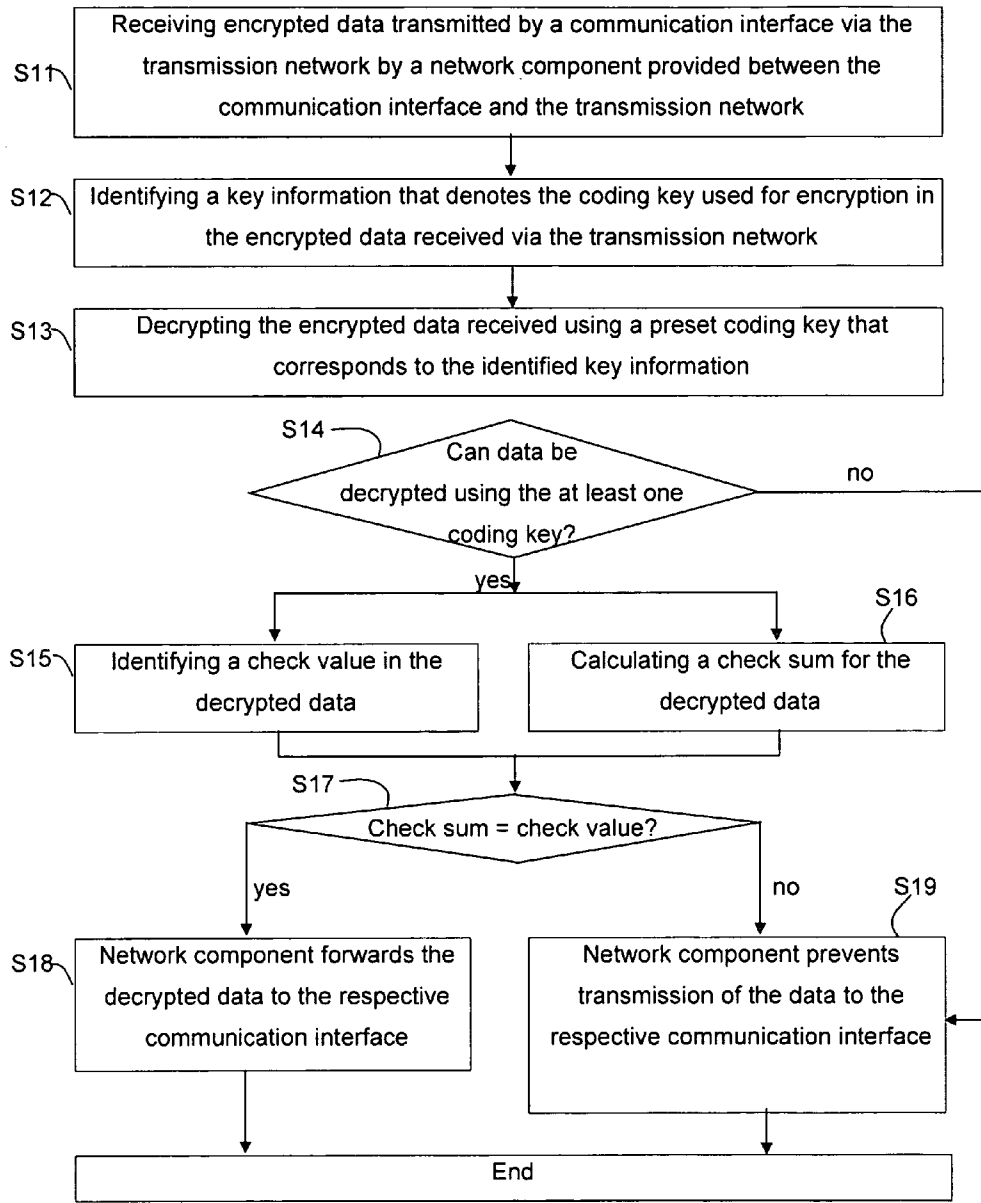 Receiving encrypted data transmitted by a communication interface via the
transmission network by a network component provided between the
communication interface and the transmission network
S11
Identifying a key information that denotes the coding key used for encryption in
the encrypted data received via the transmission network
S12
Decrypting the encrypted data received using a preset coding key that
corresponds to the identified key information
S13
S14
Can data be
decrypted using the at least one
coding key?
no
yes
S16
S15
Identifying a check value in the
decrypted data
Calculating a check sum for the
decrypted data
S17
Check sum = check value?
yes
no
S19
S18
Network component forwards the
decrypted data to the respective
communication interface
Network component prevents
transmission of the data to the
respective communication interface
End